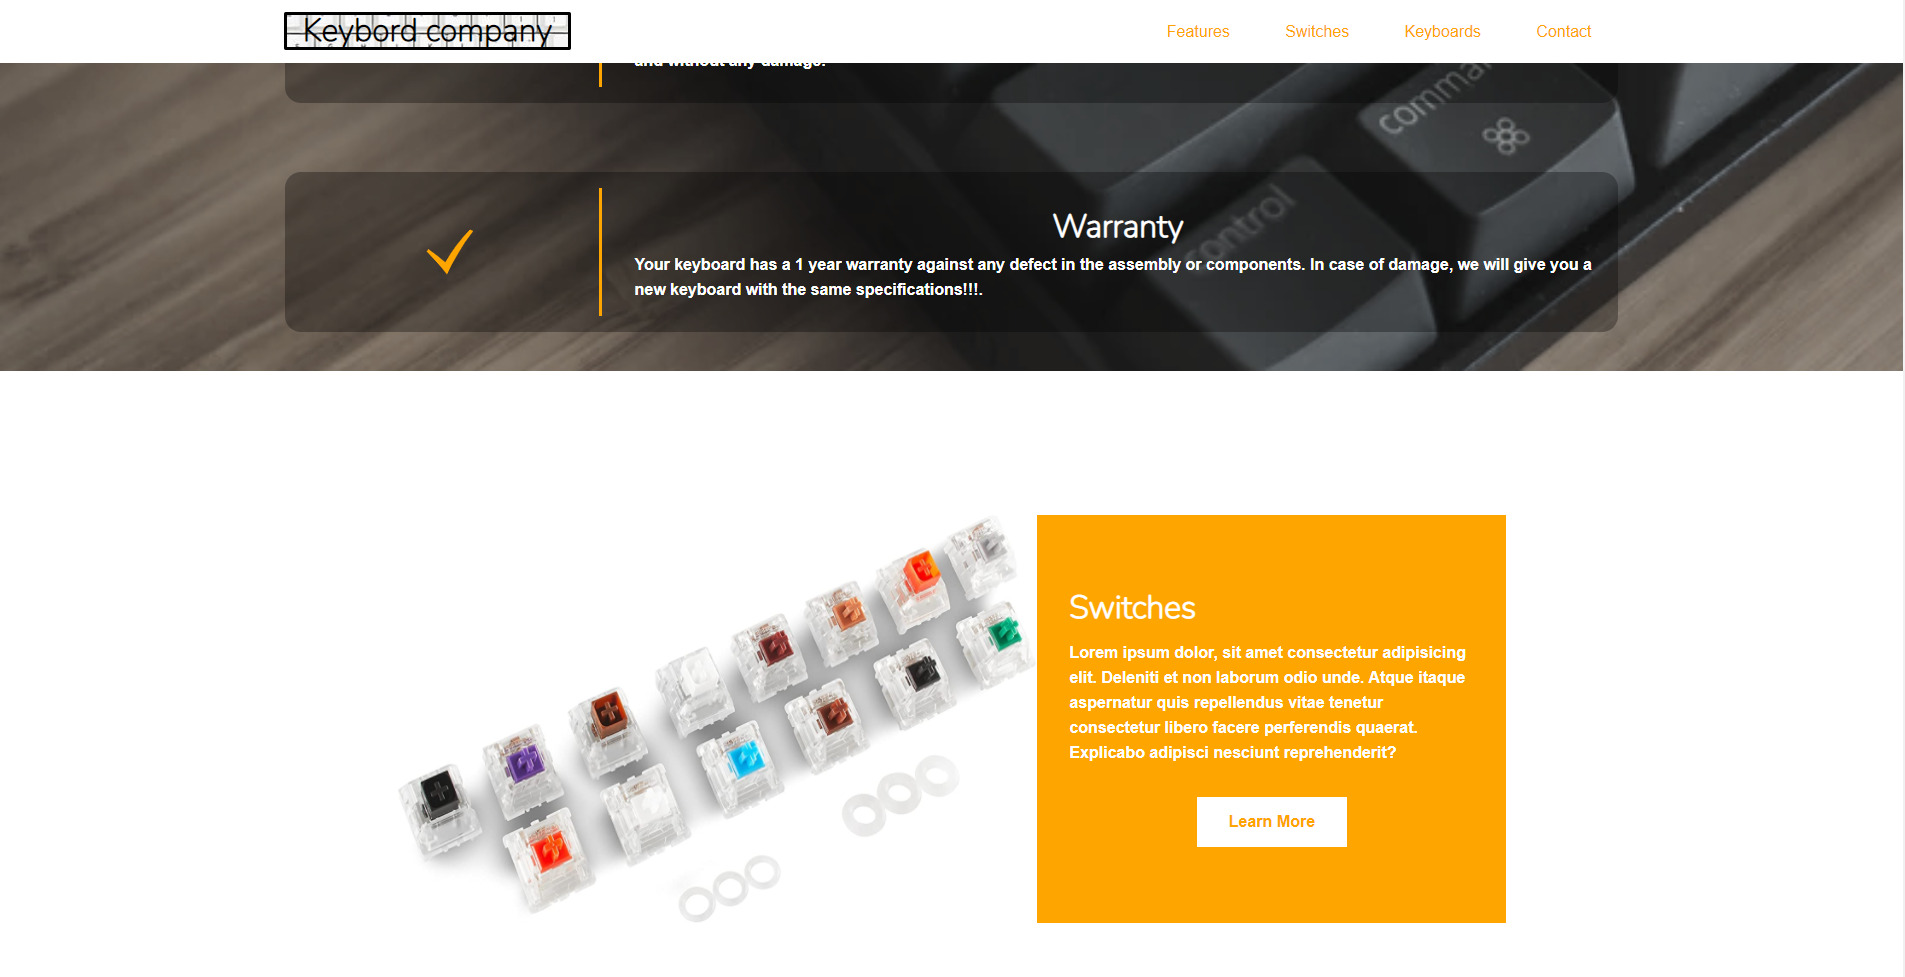 Keybord company
Features Switches Keyboards Contact
and without any damage.
command
control
Warranty
Your keyboard has a 1 year warranty against any defect in the assembly or components. In case of damage, we will give you a
new keyboard with the same specifications!!!.
Switches
Lorem ipsum dolor, sit amet consectetur adipisicing
elit. Deleniti et non laborum odio unde. Atque itaque
aspernatur quis repellendus vitae tenetur
consectetur libero facere perferendis quaerat.
Explicabo adipisci nesciunt reprehenderit?
Learn More